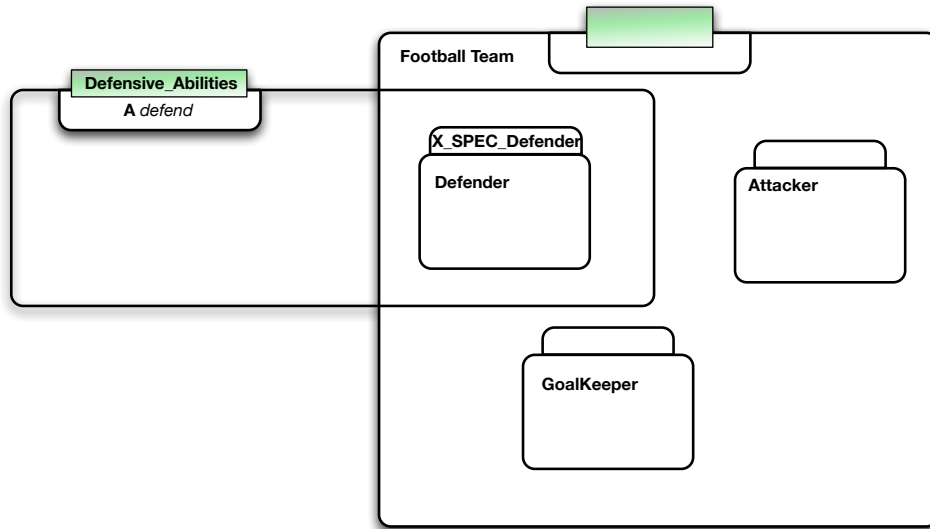 Football Team
Defensive_Abilities
A defend
X_SPEC_Defender
Defender
Attacker
GoalKeeper